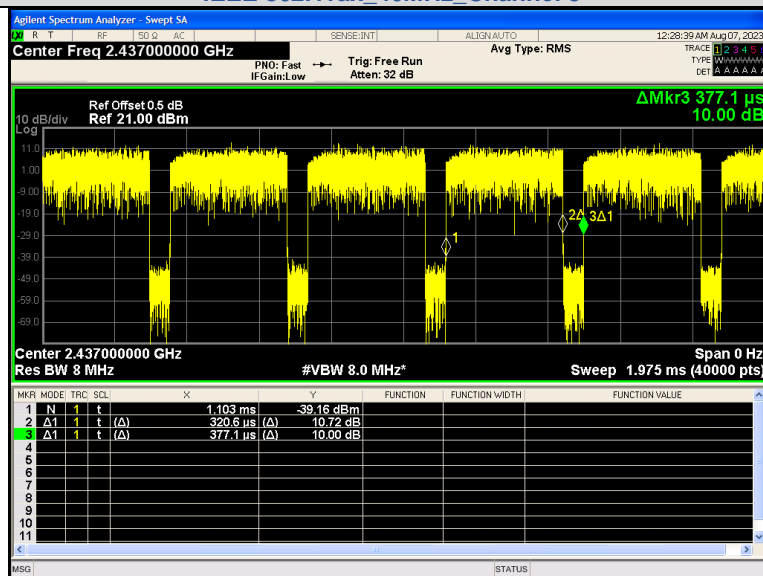 Agilent Spectrum Analyzer - Swept SA
R T RF 50 Ω AC SENSE:INT ALIGN AUTO 12:28:39 AM Aug 07, 2023
Center Freq 2.437000000 GHz
PNO: Fast
IFGain:Low
Trig: Free Run
Atten: 32 dB
Avg Type: RMS
TRACE 1 2 3 4 5
TYPE
DET A A A A A
Ref Offset 0.5 dB
10 dB/div Ref 21.00 dBm
Log
ΔMkr3 377.1 µs
10.00 dB
11.0
1.00
-9.00
-19.0
-29.0
-39.0
-49.0
-59.0
-69.0
1
2Δ 3Δ1
Center 2.437000000 GHz Span 0 Hz
Res BW 8 MHz #VBW 8.0 MHz* Sweep 1.975 ms (40000 pts)
MKR MODE TRC SCL X Y FUNCTION FUNCTION WIDTH FUNCTION VALUE
1 N 1 t 1.103 ms -39.16 dBm
2 Δ1 1 t (Δ) 320.6 µs (Δ) 10.72 dB
3 Δ1 1 t (Δ) 377.1 µs (Δ) 10.00 dB
4
5
6
7
8
9
10
11
MSG STATUS